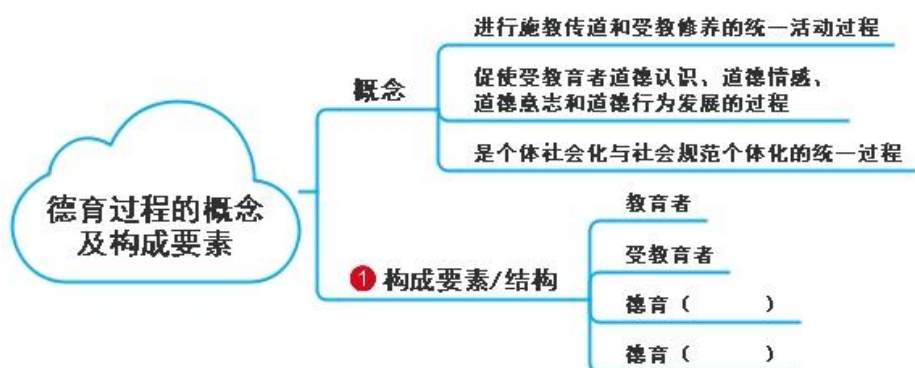 进行施教传道和受教修养的统一活动过程
概念
促使受教育者道德认识、道德情感、
道德意志和道德行为发展的过程
是个体社会化与社会规范个体化的统一过程
德育过程的概念
及构成要素
教育者
1 构成要素/结构
受教育者
德育（　　）
德育（　　）